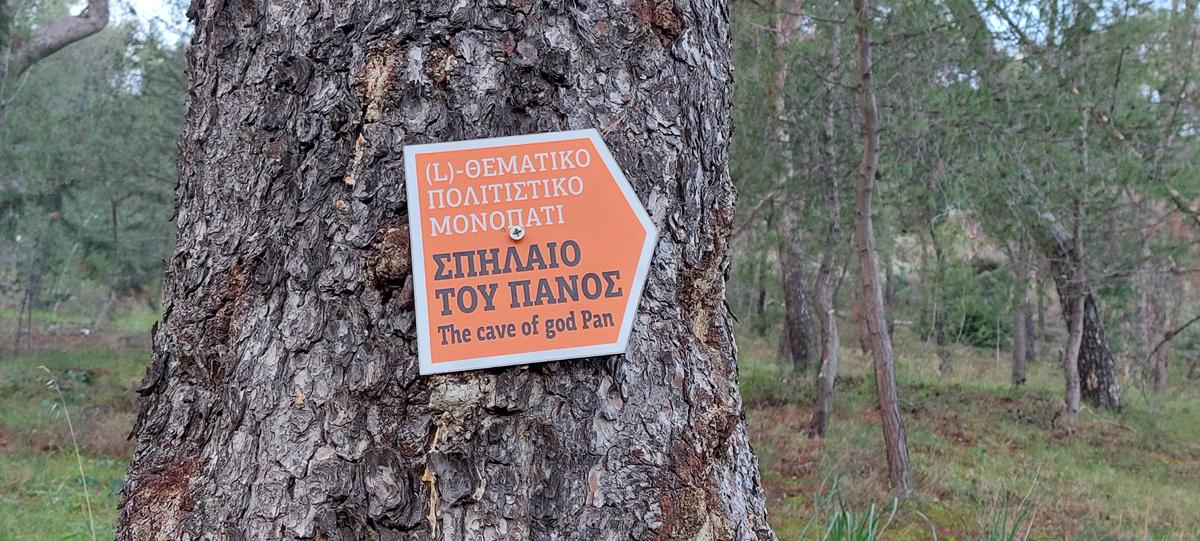 (L)-ΘΕΜΑΤΙΚΟ
ΠΟΛΙΤΙΣΤΙΚΟ
ΜΟΝΟΠΑΤΙ
ΣΠΗΛΑΙΟ
ΤΟΥ ΠΑΝΟΣ
The cave of god Pan